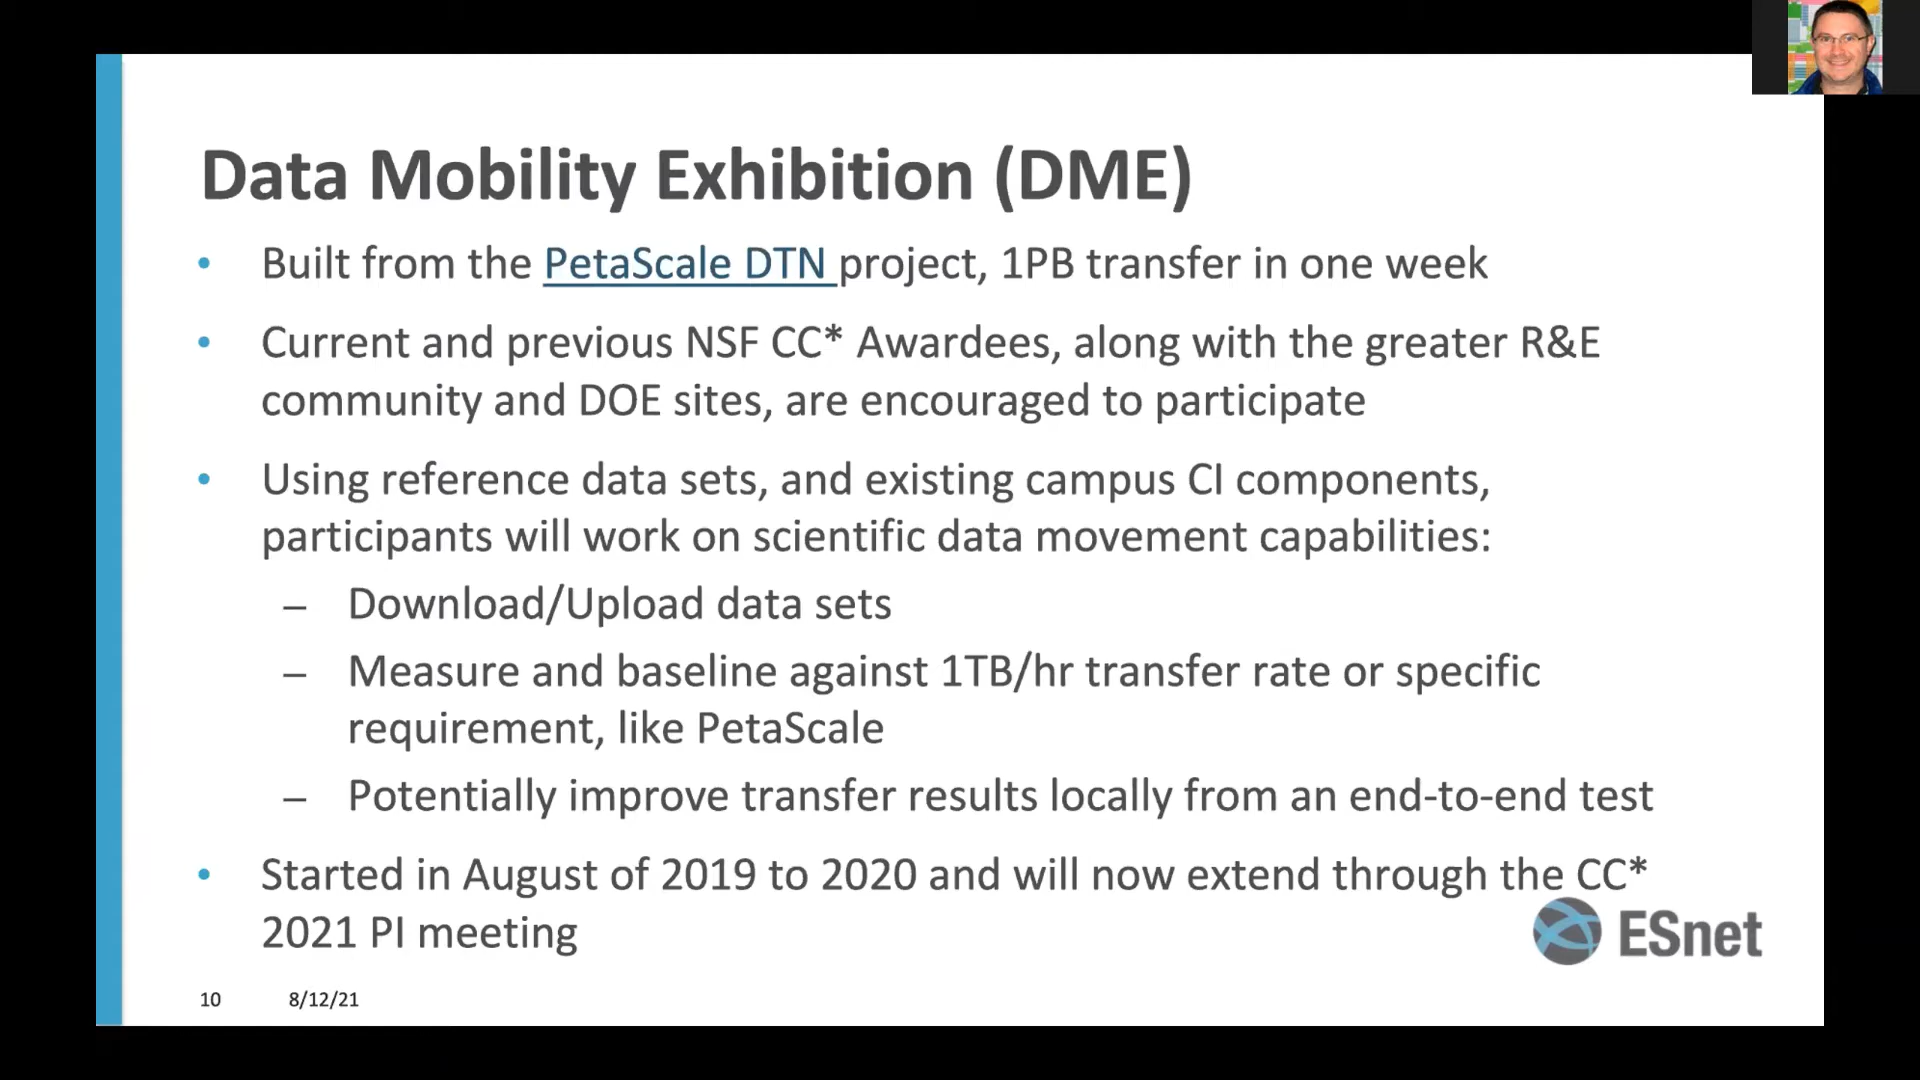 Data Mobility Exhibition (DME)
• Built from the PetaScale DTN project, 1PB transfer in one week
• Current and previous NSF CC* Awardees, along with the greater R&E
community and DOE sites, are encouraged to participate
• Using reference data sets, and existing campus CI components,
participants will work on scientific data movement capabilities:
– Download/Upload data sets
– Measure and baseline against 1TB/hr transfer rate or specific
requirement, like PetaScale
– Potentially improve transfer results locally from an end-to-end test
• Started in August of 2019 to 2020 and will now extend through the CC*
2021 PI meeting
ESnet
10 8/12/21